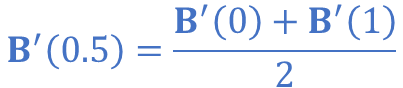 𝐁′(0.5) = (𝐁′(0) + 𝐁′(1)) / 2